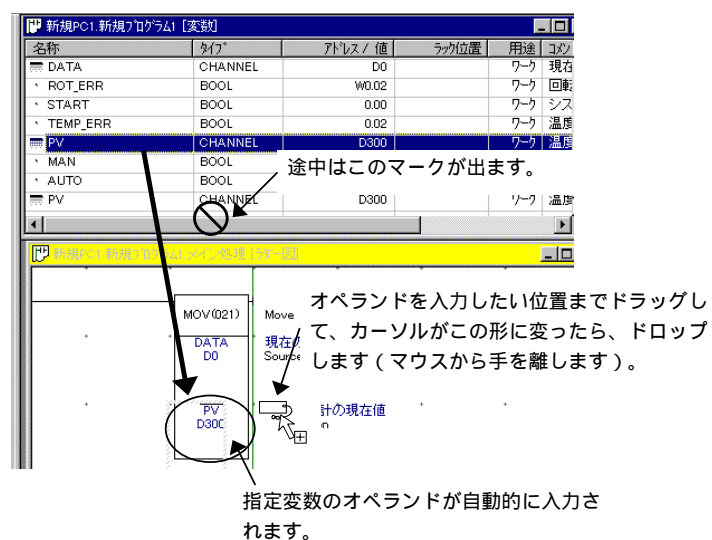 新規PC1.新規ﾌﾟﾛｸﾞﾗﾑ1 [変数]
名称 ﾀｲﾌﾟ ｱﾄﾞﾚｽ / 値 ﾗｯｸ位置 用途 ｺﾒﾝ
DATA CHANNEL D0 ﾜｰｸ 現在
ROT_ERR BOOL W0.02 ﾜｰｸ 回転
START BOOL 0.00 ﾜｰｸ シス
TEMP_ERR BOOL 0.02 ﾜｰｸ 温度
PV CHANNEL D300 ﾜｰｸ 温度
MAN BOOL
途中はこのマークが出ます。
AUTO BOOL
PV CHANNEL D300 ﾜｰｸ 温度
新規PC1.新規ﾌﾟﾛｸﾞﾗﾑ1.メイン処理 [ﾗﾀﾞｰ図]
MOV(021) Move
オペランドを入力したい位置までドラッグし
て、カーソルがこの形に変ったら、ドロップ
します（マウスから手を離します）。
DATA 現在の
D0 Source
PV 計の現在値
D300 n
指定変数のオペランドが自動的に入力さ
れます。